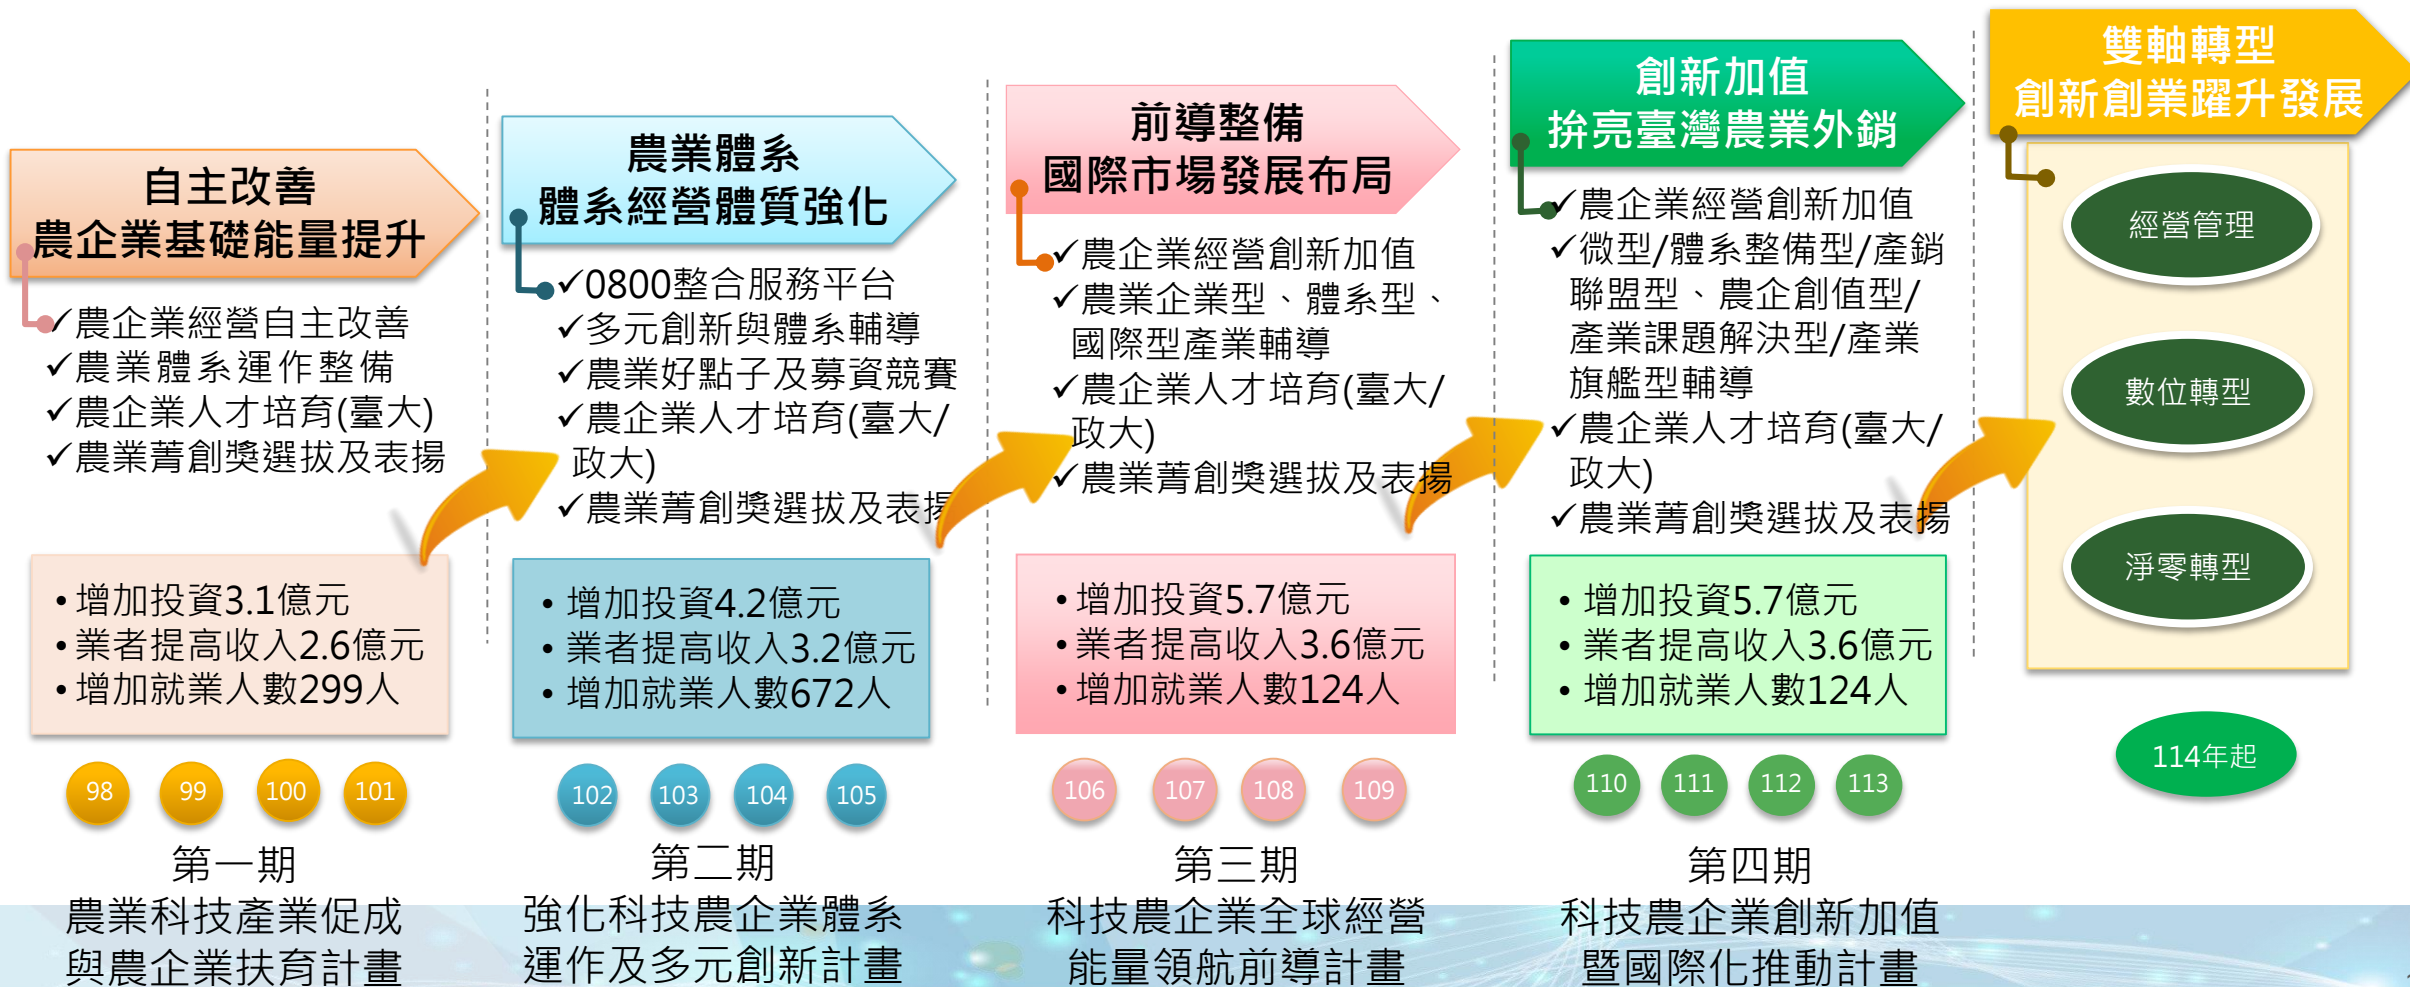 自主改善
農企業基礎能量提升
✓農企業經營自主改善
✓農業體系運作整備
✓農企業人才培育(臺大)
✓農業菁創獎選拔及表揚
•增加投資3.1億元
•業者提高收入2.6億元
•增加就業人數299人
98 99 100 101
第一期
農業科技產業促成
與農企業扶育計畫
農業體系
體系經營體質強化
✓0800整合服務平台
✓多元創新與體系輔導
✓農業好點子及募資競賽
✓農企業人才培育(臺大/
政大)
✓農業菁創獎選拔及表揚
• 增加投資4.2億元
• 業者提高收入3.2億元
• 增加就業人數672人
102 103 104 105
第二期
強化科技農企業體系
運作及多元創新計畫
前導整備
國際市場發展布局
✓農企業經營創新加值
✓農業企業型、體系型、
國際型產業輔導
✓農企業人才培育(臺大/
政大)
✓農業菁創獎選拔及表揚
•增加投資5.7億元
•業者提高收入3.6億元
•增加就業人數124人
106 107 108 109
第三期
科技農企業全球經營
能量領航前導計畫
創新加值
拚亮臺灣農業外銷
✓農企業經營創新加值
✓微型/體系整備型/產銷
聯盟型、農企創值型/
產業課題解決型/產業
旗艦型輔導
✓農企業人才培育(臺大/
政大)
✓農業菁創獎選拔及表揚
• 增加投資5.7億元
• 業者提高收入3.6億元
• 增加就業人數124人
110 111 112 113
第四期
科技農企業創新加值
暨國際化推動計畫
雙軸轉型
創新創業躍升發展
經營管理
數位轉型
淨零轉型
114年起